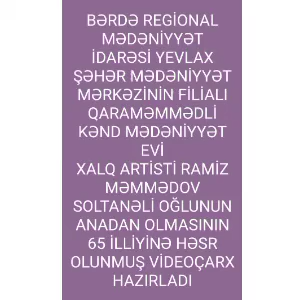 BƏRDƏ REGİONAL
MƏDƏNİYYƏT
İDARƏSİ YEVLAX
ŞƏHƏR MƏDƏNİYYƏT
MƏRKƏZİNİN FİLİALI
QARAMƏMMƏDLİ
KƏND MƏDƏNİYYƏT
EVİ
XALQ ARTİSTİ RAMİZ
MƏMMƏDOV
SOLTANƏLİ OĞLUNUN
ANADAN OLMASININ
65 İLLİYİNƏ HƏSR
OLUNMUŞ VİDEOÇARX
HAZIRLADI